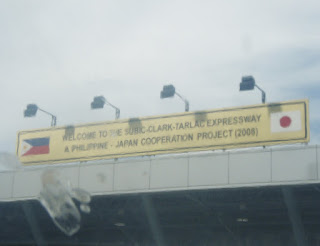 WELCOME TO THE SUBIC-CLARK-TARLAC EXPRESSWAY
A PHILIPPINE - JAPAN COOPERATION PROJECT (2008)